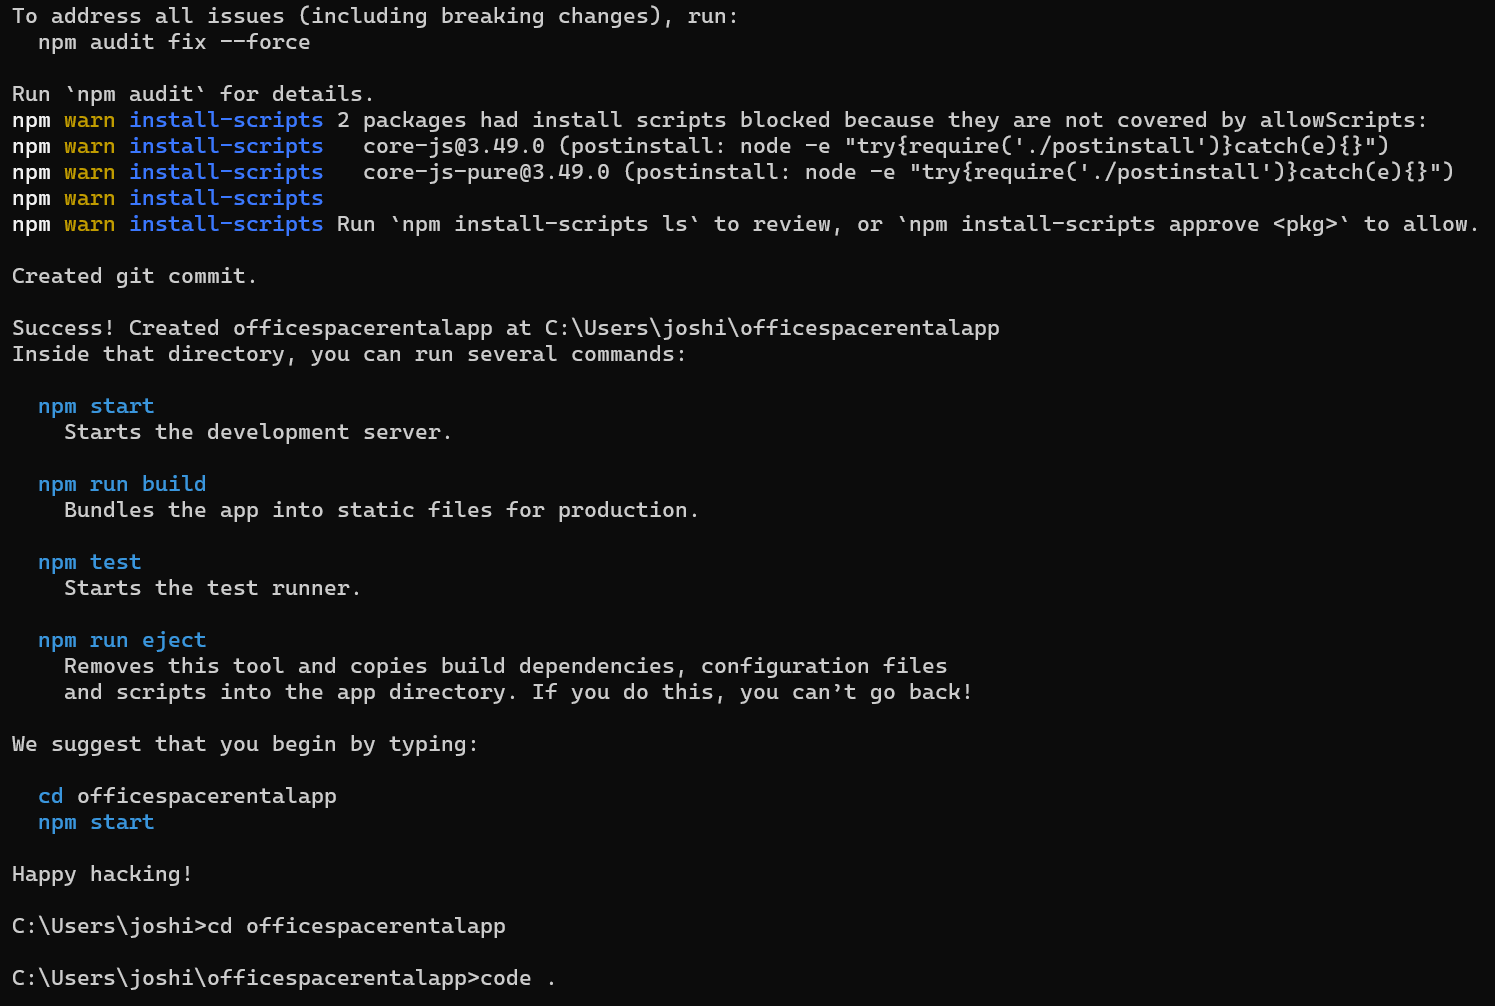 To address all issues (including breaking changes), run:
  npm audit fix --force

Run `npm audit` for details.
npm warn install-scripts 2 packages had install scripts blocked because they are not covered by allowScripts:
npm warn install-scripts   core-js@3.49.0 (postinstall: node -e "try{require('./postinstall')}catch(e){}")
npm warn install-scripts   core-js-pure@3.49.0 (postinstall: node -e "try{require('./postinstall')}catch(e){}")
npm warn install-scripts
npm warn install-scripts Run `npm install-scripts ls` to review, or `npm install-scripts approve <pkg>` to allow.

Created git commit.

Success! Created officespacerentalapp at C:\Users\joshi\officespacerentalapp
Inside that directory, you can run several commands:

  npm start
    Starts the development server.

  npm run build
    Bundles the app into static files for production.

  npm test
    Starts the test runner.

  npm run eject
    Removes this tool and copies build dependencies, configuration files
    and scripts into the app directory. If you do this, you can’t go back!

We suggest that you begin by typing:

  cd officespacerentalapp
  npm start

Happy hacking!

C:\Users\joshi>cd officespacerentalapp

C:\Users\joshi\officespacerentalapp>code .